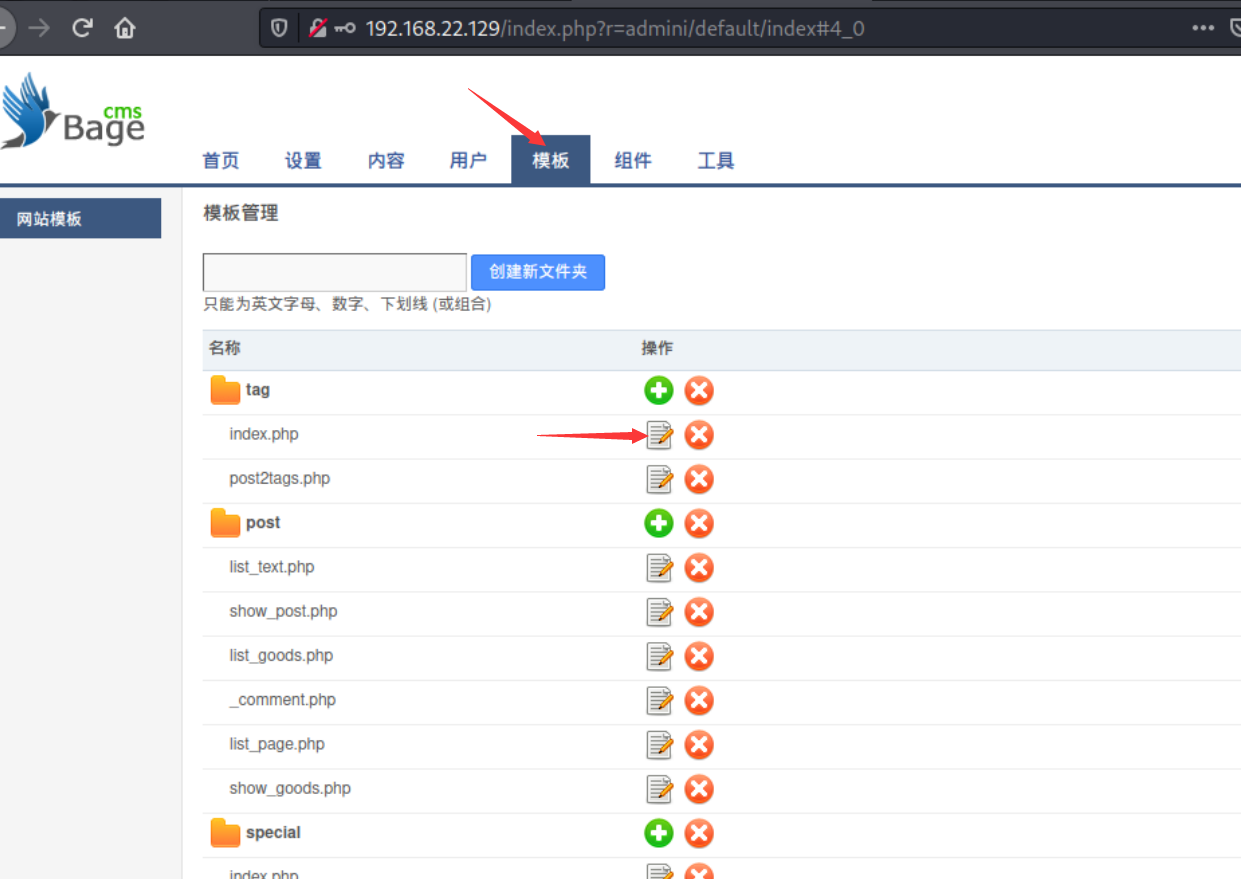 192.168.22.129/index.php?r=admini/default/index#4_0
Bage cms
首页 设置 内容 用户 模板 组件 工具
网站模板
模板管理
创建新文件夹
只能为英文字母、数字、下划线 (或组合)
名称 操作
tag
index.php
post2tags.php
post
list_text.php
show_post.php
list_goods.php
_comment.php
list_page.php
show_goods.php
special
index.php